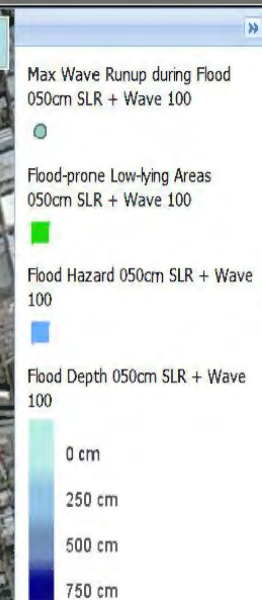 »
Max Wave Runup during Flood
050cm SLR + Wave 100
Flood-prone Low-lying Areas
050cm SLR + Wave 100
Flood Hazard 050cm SLR + Wave
100
Flood Depth 050cm SLR + Wave
100
0 cm
250 cm
500 cm
750 cm